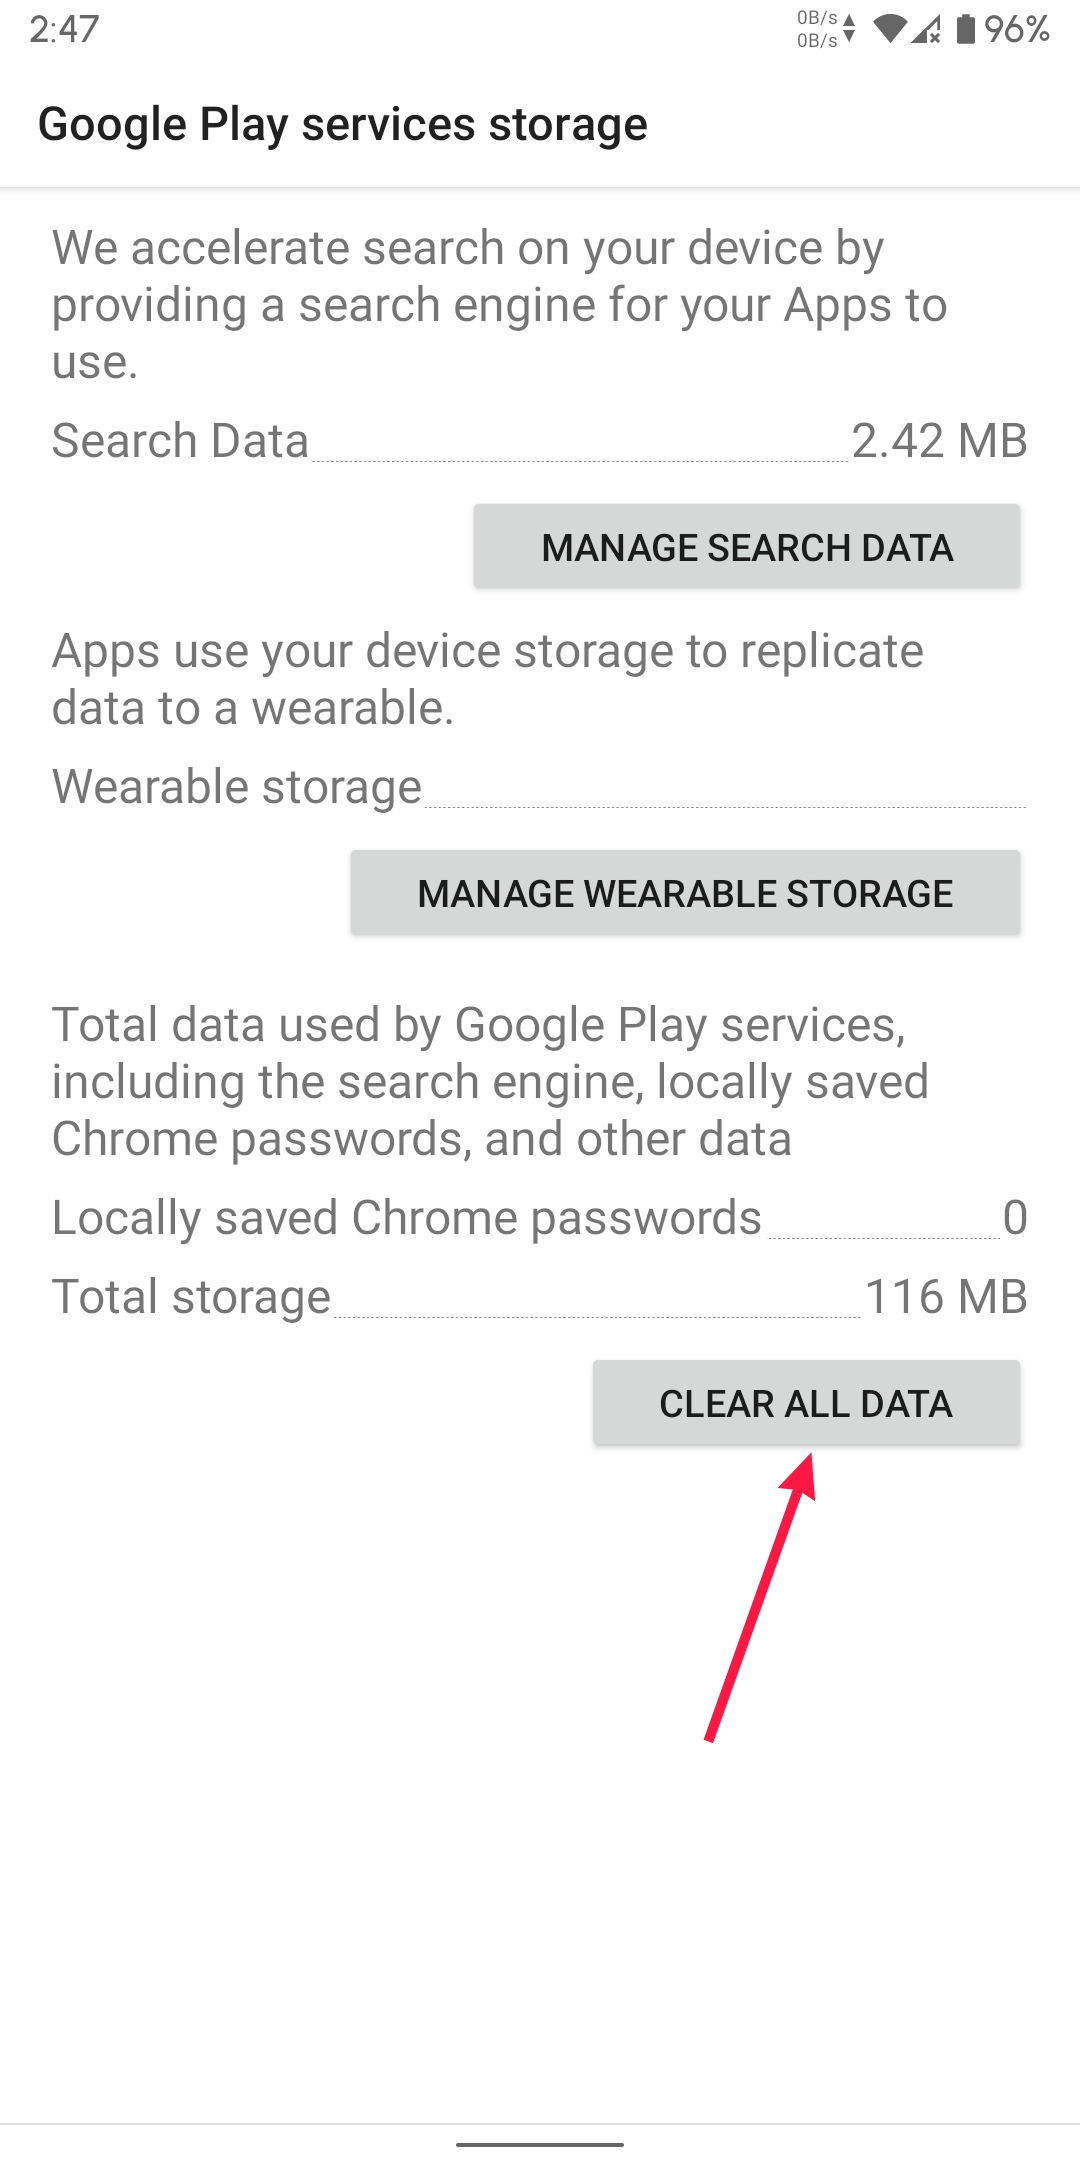 2:47
0B/s
0B/s
96%
Google Play services storage
We accelerate search on your device by
providing a search engine for your Apps to
use.
Search Data 2.42 MB
MANAGE SEARCH DATA
Apps use your device storage to replicate
data to a wearable.
Wearable storage
MANAGE WEARABLE STORAGE
Total data used by Google Play services,
including the search engine, locally saved
Chrome passwords, and other data
Locally saved Chrome passwords 0
Total storage 116 MB
CLEAR ALL DATA